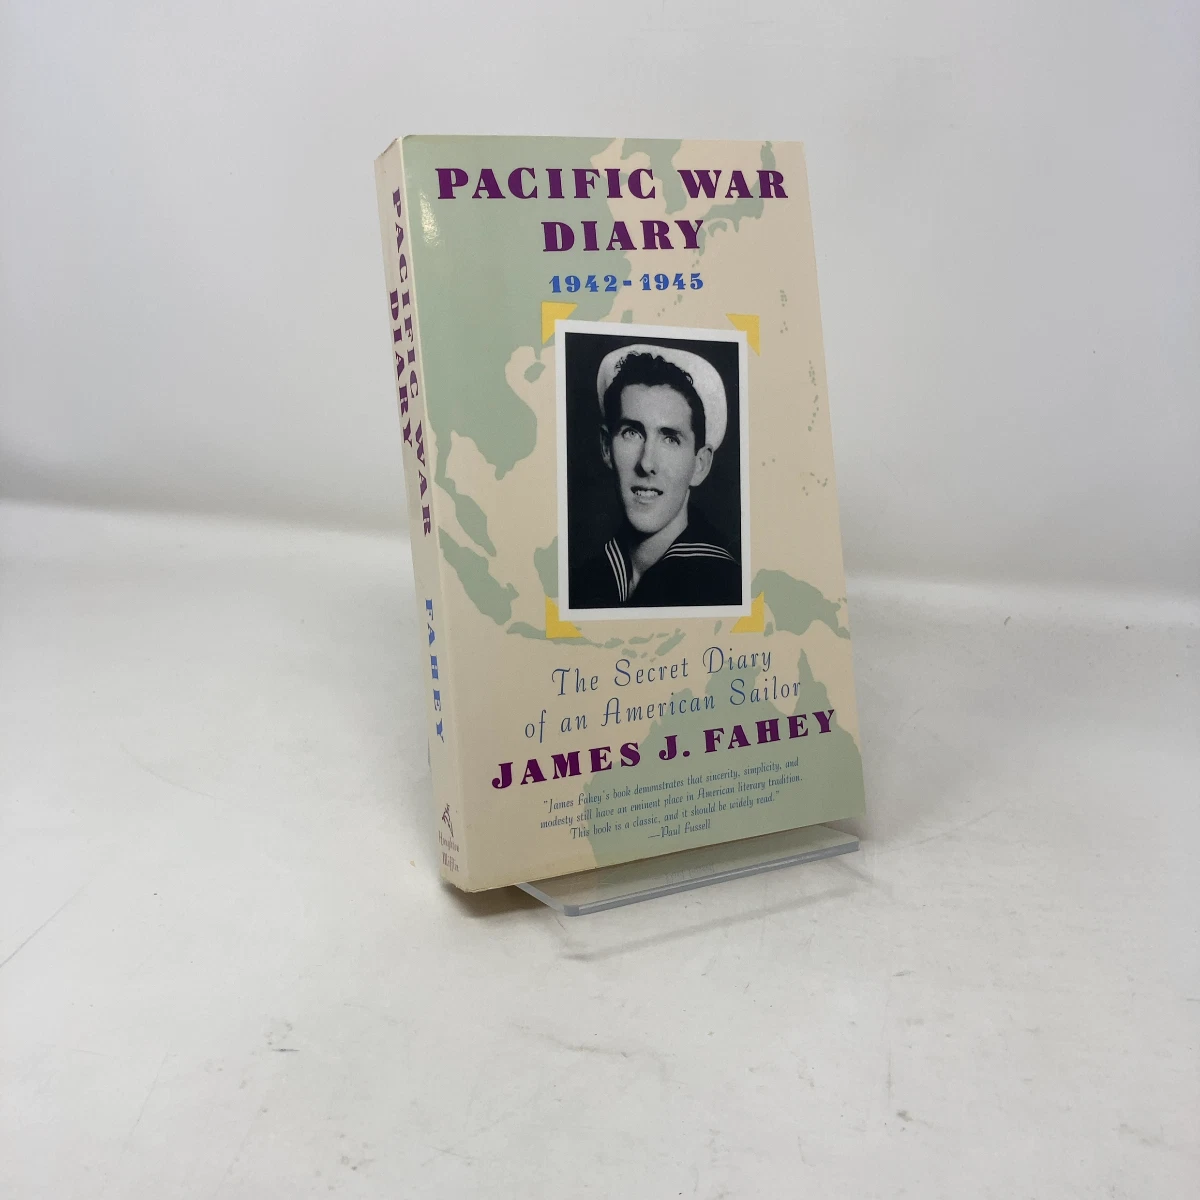 PACIFIC WAR
DIARY
1942-1945
The Secret Diary
of an American Sailor
JAMES J. FAHEY
"James Fahey's book demonstrates that sincerity, simplicity, and
modesty still have an eminent place in American literary tradition.
This book is a classic, and it should be widely read."
—Paul Fussell
PACIFIC WAR
DIARY
FAHEY
Houghton
Mifflin